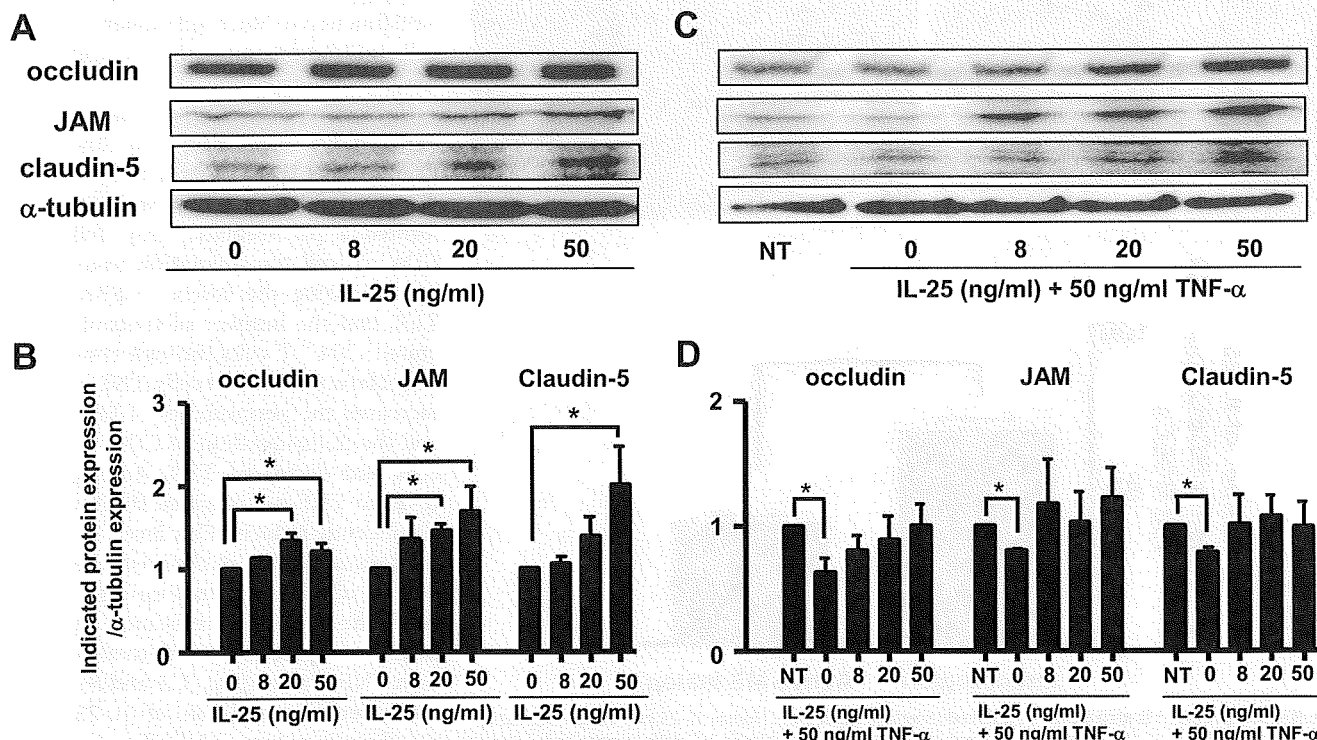 A
occludin
JAM
claudin-5
α-tubulin
0 8 20 50
IL-25 (ng/ml)
C
NT 0 8 20 50
IL-25 (ng/ml) + 50 ng/ml TNF-α
B
occludin JAM Claudin-5
Indicated protein expression
/α-tubulin expression
3
2
1
0
* * * * *
0 8 20 50 0 8 20 50 0 8 20 50
IL-25 (ng/ml) IL-25 (ng/ml) IL-25 (ng/ml)
D
occludin JAM Claudin-5
2
1
0
* * *
NT 0 8 20 50 NT 0 8 20 50 NT 0 8 20 50
IL-25 (ng/ml) IL-25 (ng/ml) IL-25 (ng/ml)
+ 50 ng/ml TNF-α + 50 ng/ml TNF-α + 50 ng/ml TNF-α